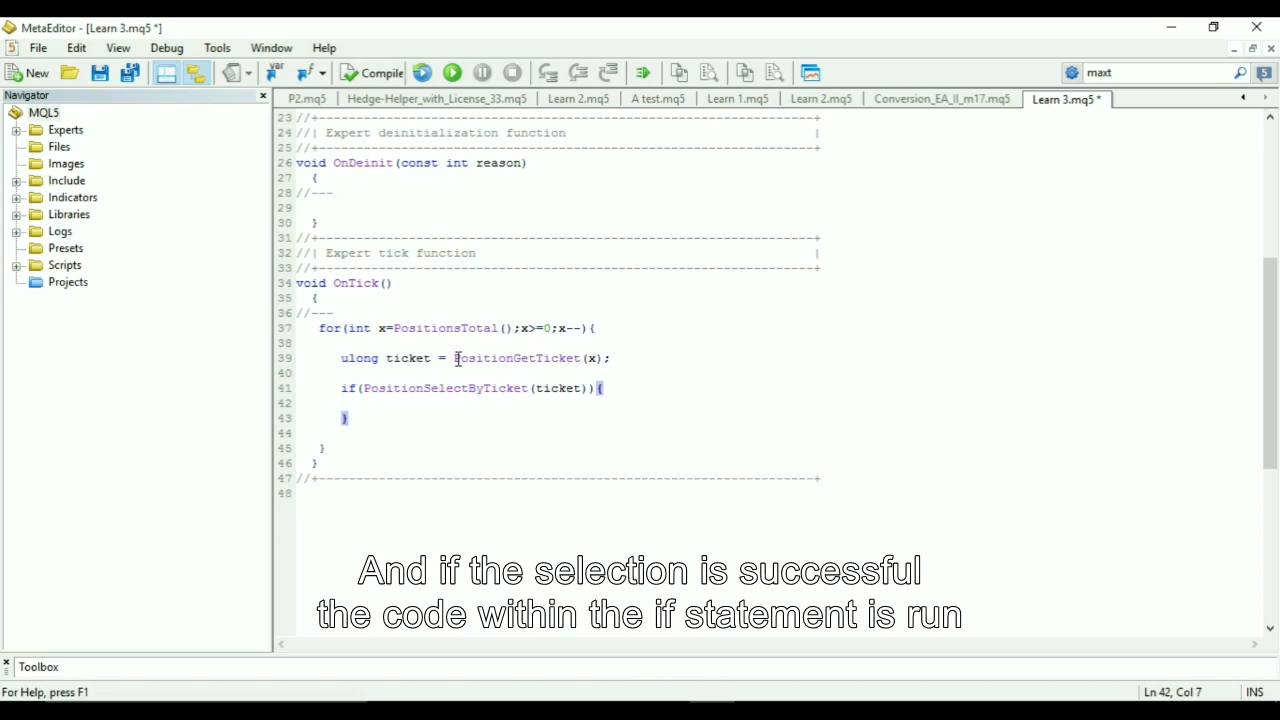 MetaEditor - [Learn 3.mq5 *]
File Edit View Debug Tools Window Help
New var f Compile maxt 5
Navigator
MQL5
Experts
Files
Images
Include
Indicators
Libraries
Logs
Presets
Scripts
Projects
P2.mq5 Hedge-Helper_with_License_33.mq5 Learn 2.mq5 A test.mq5 Learn 1.mq5 Learn 2.mq5 Conversion_EA_II_m17.mq5 Learn 3.mq5 *
23 //+------------------------------------------------------------------+
24 //| Expert deinitialization function |
25 //+------------------------------------------------------------------+
26 void OnDeinit(const int reason)
27 {
28 //---
29
30 }
31 //+------------------------------------------------------------------+
32 //| Expert tick function |
33 //+------------------------------------------------------------------+
34 void OnTick()
35 {
36 //---
37 for(int x=PositionsTotal();x>=0;x--){
38
39 ulong ticket = PositionGetTicket(x);
40
41 if(PositionSelectByTicket(ticket)){
42
43 }
44
45 }
46 }
47 //+------------------------------------------------------------------+
48
And if the selection is successful
the code within the if statement is run
Toolbox
For Help, press F1 Ln 42, Col 7 INS